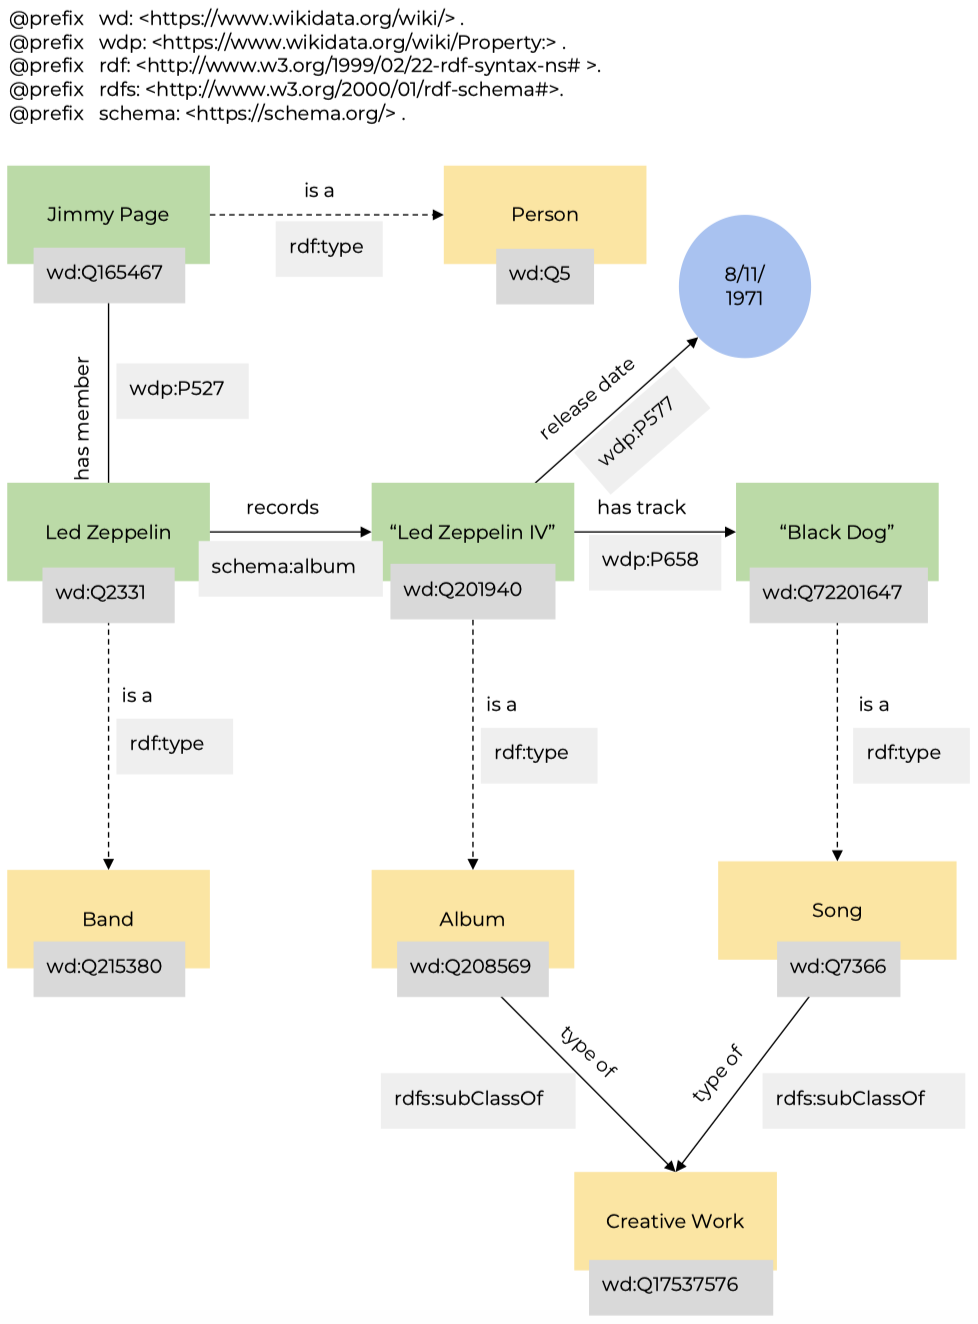 @prefix wd: <https://www.wikidata.org/wiki/> .
@prefix wdp: <https://www.wikidata.org/wiki/Property:> .
@prefix rdf: <http://www.w3.org/1999/02/22-rdf-syntax-ns# >.
@prefix rdfs: <http://www.w3.org/2000/01/rdf-schema#>.
@prefix schema: <https://schema.org/> .
Jimmy Page
wd:Q165467
is a
rdf:type
Person
wd:Q5
8/11/
1971
has member
wdp:P527
release date
wdp:P577
Led Zeppelin
wd:Q2331
records
schema:album
“Led Zeppelin IV”
wd:Q201940
has track
wdp:P658
“Black Dog”
wd:Q72201647
is a
rdf:type
is a
rdf:type
is a
rdf:type
Band
wd:Q215380
Album
wd:Q208569
Song
wd:Q7366
type of
rdfs:subClassOf
type of
rdfs:subClassOf
Creative Work
wd:Q17537576